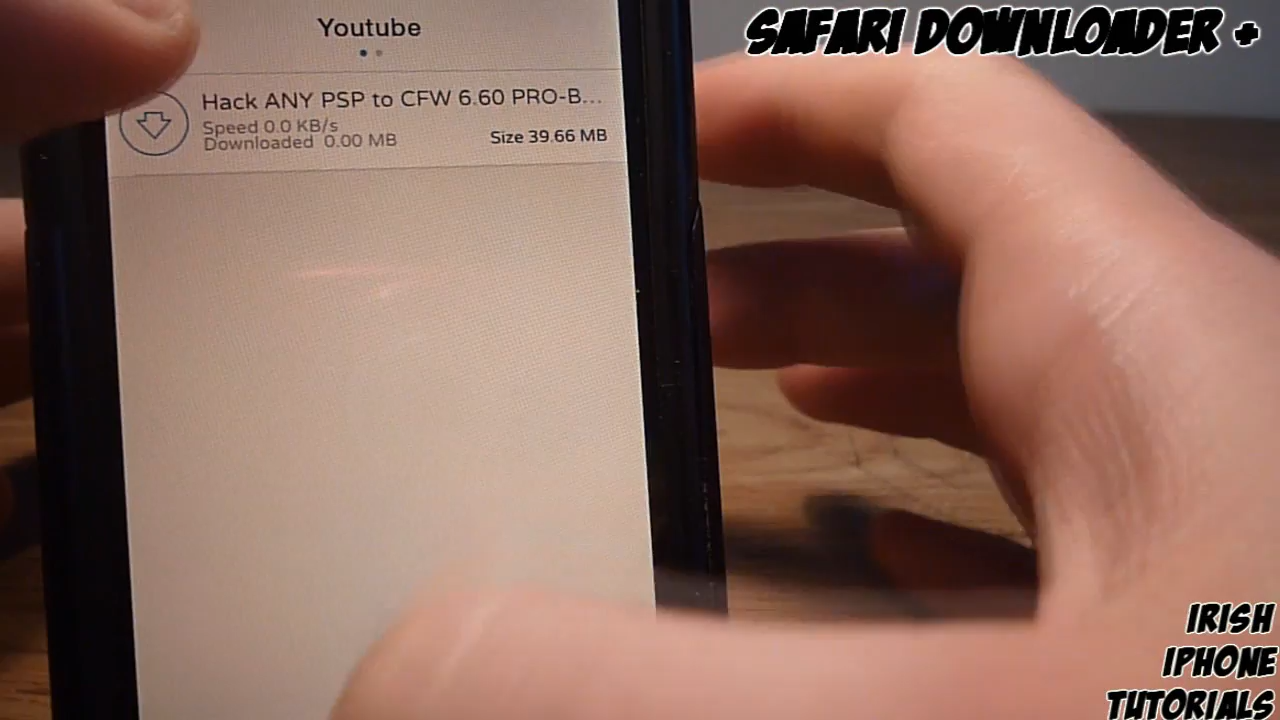 SAFARI DOWNLOADER +
Youtube
Hack ANY PSP to CFW 6.60 PRO-B...
Speed 0.0 KB/s
Downloaded 0.00 MB
Size 39.66 MB
IRISH
IPHONE
TUTORIALS